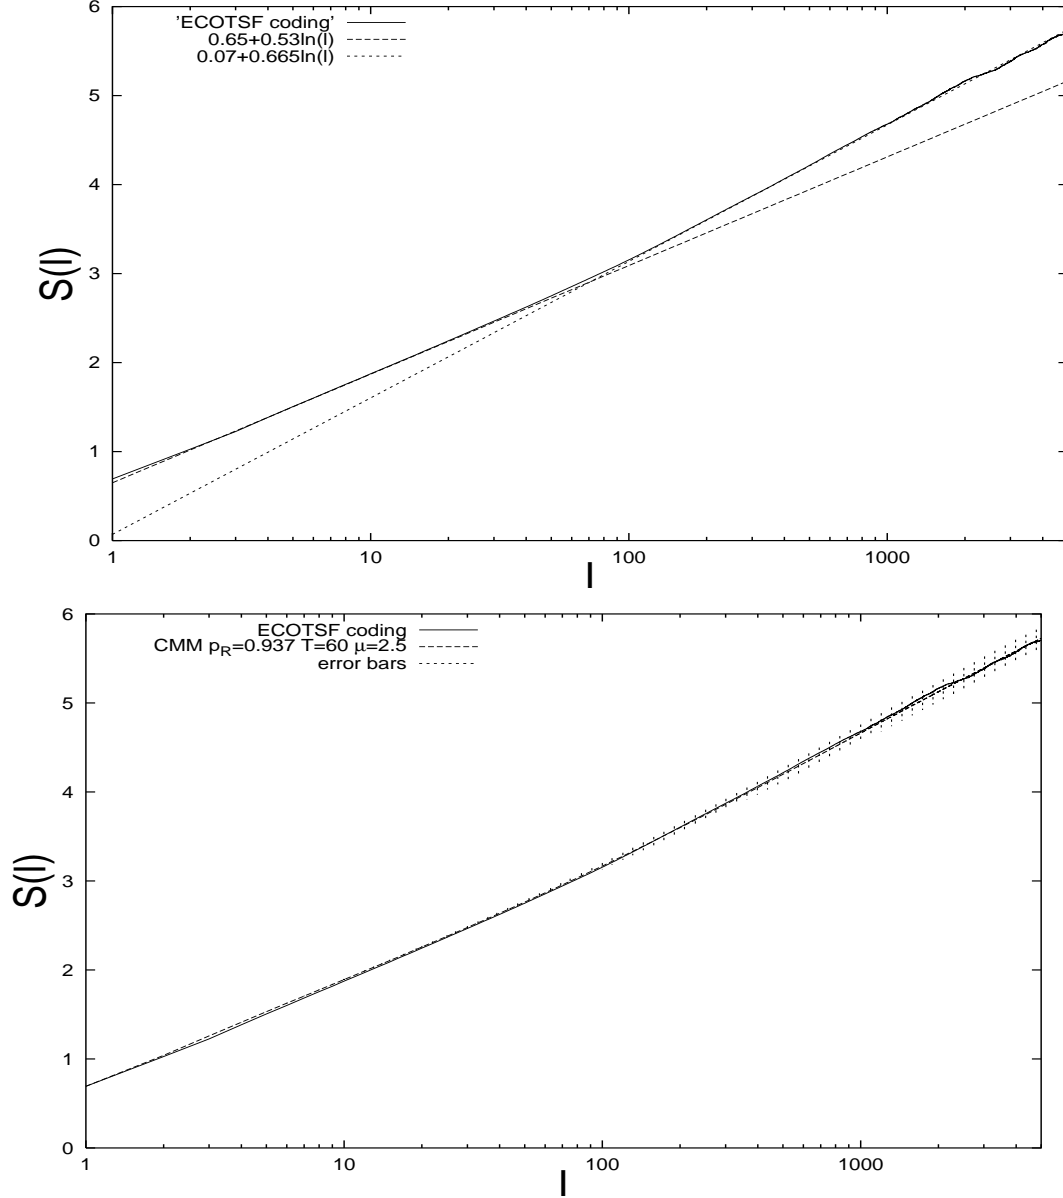 6
5
4
3
2
1
0
S(l)
'ECOTSF coding'
0.65+0.53ln(l)
0.07+0.665ln(l)
1 10 100 1000
l
6
5
4
3
2
1
0
S(l)
ECOTSF coding
CMM pR=0.937 T=60 μ=2.5
error bars
1 10 100 1000
l